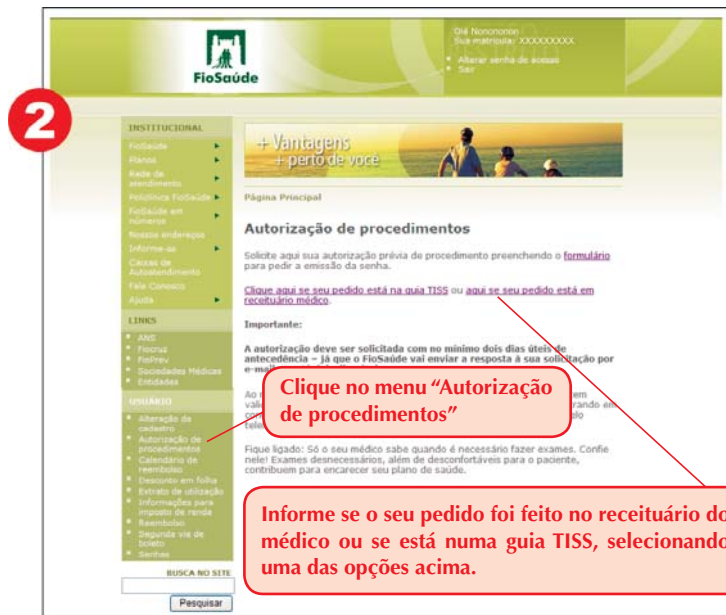 2
FioSaúde
Olá Nonononon
Sua matrícula: XXXXXXXXX
Alterar senha de acesso
Sair
INSTITUCIONAL
FioSaúde
Planos
Rede de
atendimento
Policlínica FioSaúde
FioSaúde em
números
Nossos endereços
Informe-se
Caixas de
Autoatendimento
Fale Conosco
Ajuda
LINKS
ANS
Fiocruz
FioPrev
Sociedades Médicas
Entidades
USUÁRIO
Alteração de
cadastro
Autorização de
procedimentos
Calendário de
reembolso
Desconto em folha
Extrato de utilização
Informações para
imposto de renda
Reembolso
Segunda via de
boleto
Senhas
BUSCA NO SITE
Pesquisar
+ Vantagens
+ perto de você
Página Principal
Autorização de procedimentos
Solicite aqui sua autorização prévia de procedimento preenchendo o formulário
para pedir a emissão da senha.
Clique aqui se seu pedido está na guia TISS ou aqui se seu pedido está em
receituário médico.
Importante:
A autorização deve ser solicitada com no mínimo dois dias úteis de
antecedência – já que o FioSaúde vai enviar a resposta à sua solicitação por
Clique no menu “Autorização
de procedimentos”
Fique ligado: Só o seu médico sabe quando é necessário fazer exames. Confie
nele! Exames desnecessários, além de desconfortáveis para o paciente,
contribuem para encarecer seu plano de saúde.
Informe se o seu pedido foi feito no receituário do
médico ou se está numa guia TISS, selecionando
uma das opções acima.